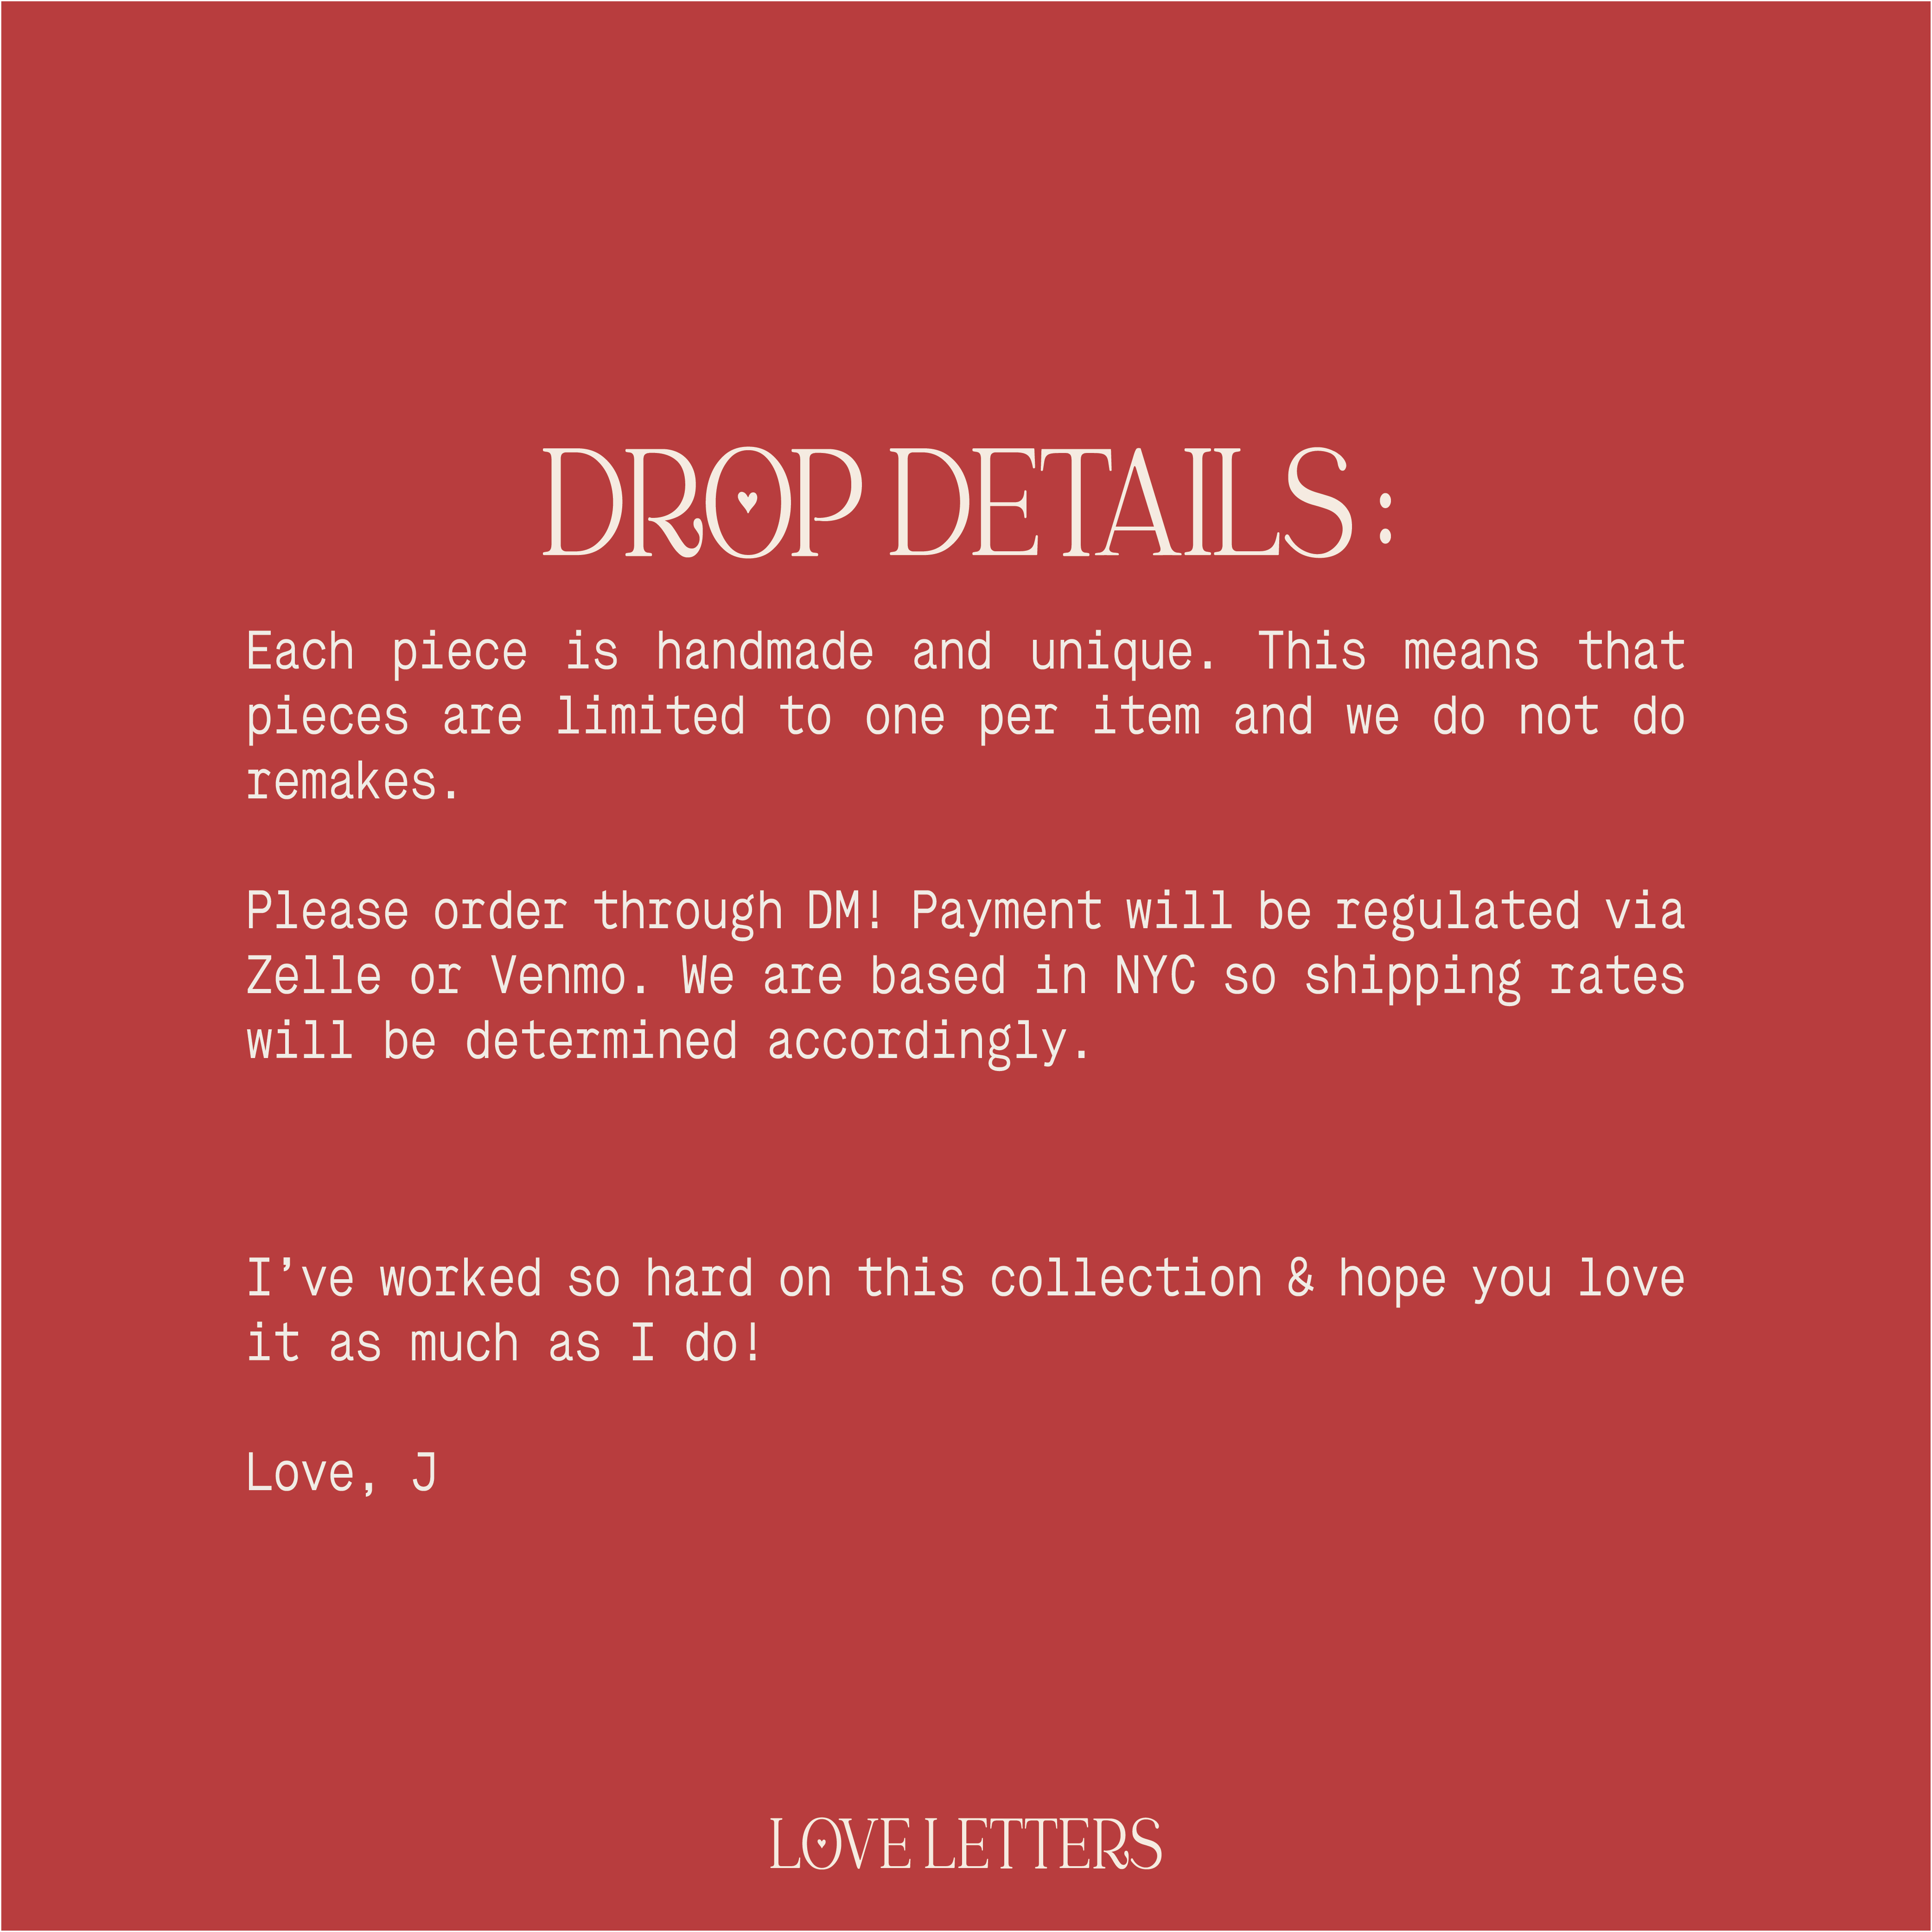 DROP DETAILS:
Each piece is handmade and unique. This means that
pieces are limited to one per item and we do not do
remakes.
Please order through DM! Payment will be regulated via
Zelle or Venmo. We are based in NYC so shipping rates
will be determined accordingly.
I’ve worked so hard on this collection & hope you love
it as much as I do!
Love, J
LOVE LETTERS